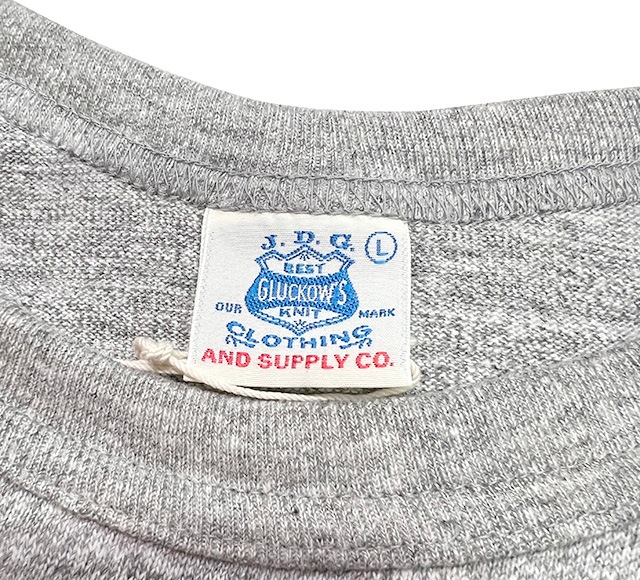 J. D. G. L
BEST
GLUCKOW'S
OUR KNIT MARK
CLOTHING
AND SUPPLY CO.